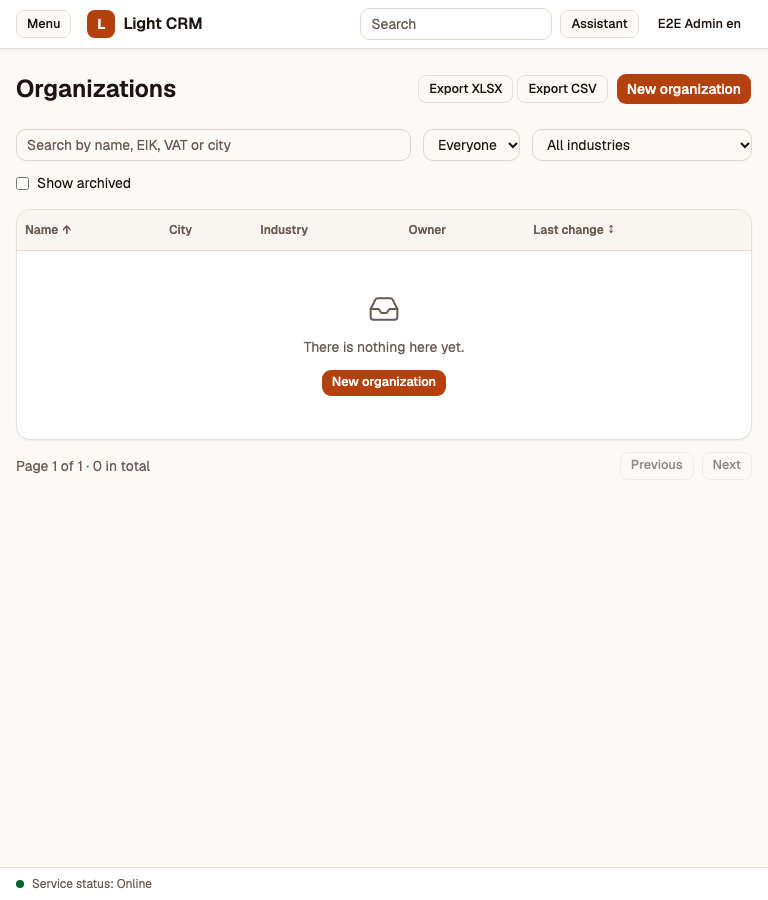 Menu L Light CRM Search Assistant E2E Admin en
Organizations Export XLSX Export CSV New organization
Search by name, EIK, VAT or city Everyone All industries
Show archived
Name ↑ City Industry Owner Last change ↕
There is nothing here yet.
New organization
Page 1 of 1 · 0 in total Previous Next
Service status: Online